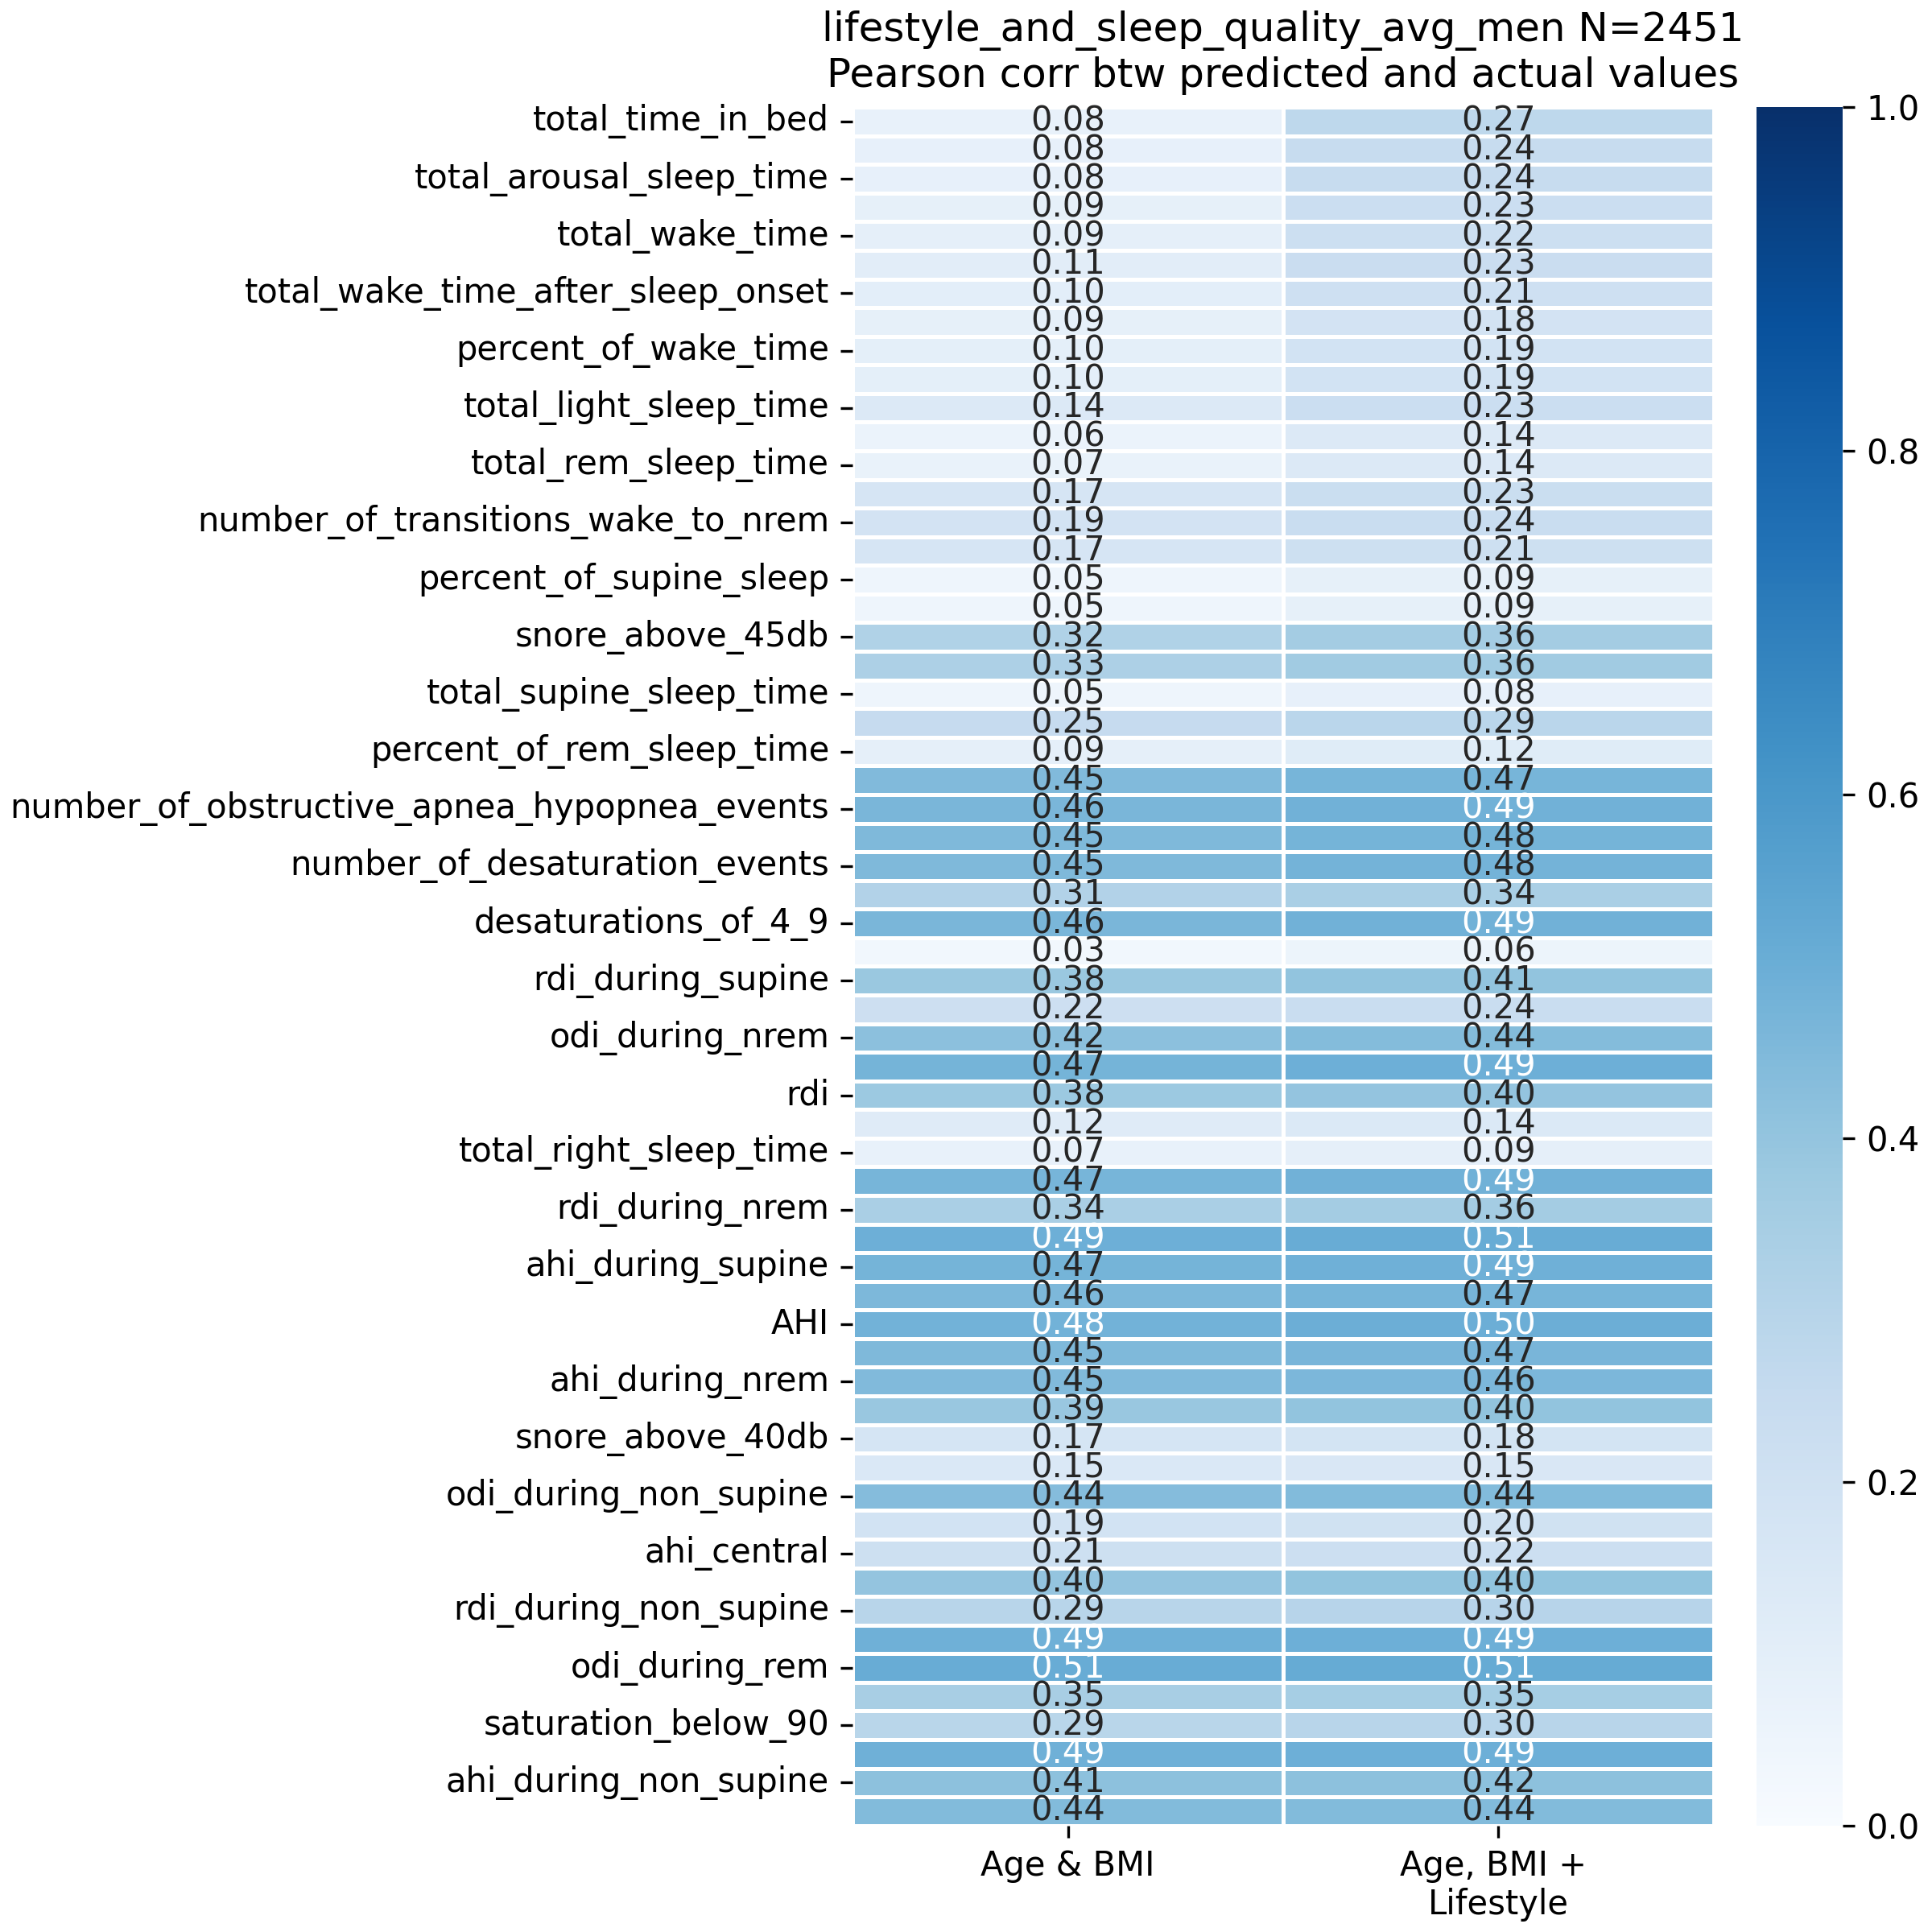 lifestyle_and_sleep_quality_avg_men N=2451
Pearson corr btw predicted and actual values
total_time_in_bed 0.08 0.27
0.08 0.24
total_arousal_sleep_time 0.08 0.24
0.09 0.23
total_wake_time 0.09 0.22
0.11 0.23
total_wake_time_after_sleep_onset 0.10 0.21
0.09 0.18
percent_of_wake_time 0.10 0.19
0.10 0.19
total_light_sleep_time 0.14 0.23
0.06 0.14
total_rem_sleep_time 0.07 0.14
0.17 0.23
number_of_transitions_wake_to_nrem 0.19 0.24
0.17 0.21
percent_of_supine_sleep 0.05 0.09
0.05 0.09
snore_above_45db 0.32 0.36
0.33 0.36
total_supine_sleep_time 0.05 0.08
0.25 0.29
percent_of_rem_sleep_time 0.09 0.12
0.45 0.47
number_of_obstructive_apnea_hypopnea_events 0.46 0.49
0.45 0.48
number_of_desaturation_events 0.45 0.48
0.31 0.34
desaturations_of_4_9 0.46 0.49
0.03 0.06
rdi_during_supine 0.38 0.41
0.22 0.24
odi_during_nrem 0.42 0.44
0.47 0.49
rdi 0.38 0.40
0.12 0.14
total_right_sleep_time 0.07 0.09
0.47 0.49
rdi_during_nrem 0.34 0.36
0.49 0.51
ahi_during_supine 0.47 0.49
0.46 0.47
AHI 0.48 0.50
0.45 0.47
ahi_during_nrem 0.45 0.46
0.39 0.40
snore_above_40db 0.17 0.18
0.15 0.15
odi_during_non_supine 0.44 0.44
0.19 0.20
ahi_central 0.21 0.22
0.40 0.40
rdi_during_non_supine 0.29 0.30
0.49 0.49
odi_during_rem 0.51 0.51
0.35 0.35
saturation_below_90 0.29 0.30
0.49 0.49
ahi_during_non_supine 0.41 0.42
0.44 0.44
Age & BMI
Age, BMI +
Lifestyle
1.0
0.8
0.6
0.4
0.2
0.0